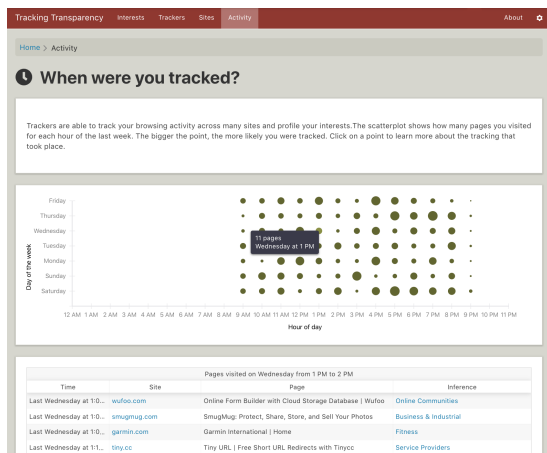 Tracking Transparency Interests Trackers Sites Activity About
Home > Activity
When were you tracked?
Trackers are able to track your browsing activity across many sites and profile your interests.The scatterplot shows how many pages you visited
for each hour of the last week. The bigger the point, the more likely you were tracked. Click on a point to learn more about the tracking that
took place.
Friday
Thursday
Wednesday
Tuesday
Monday
Sunday
Saturday
Day of the week
11 pages
Wednesday at 1 PM
12 AM 1 AM 2 AM 3 AM 4 AM 5 AM 6 AM 7 AM 8 AM 9 AM 10 AM 11 AM 12 PM 1 PM 2 PM 3 PM 4 PM 5 PM 6 PM 7 PM 8 PM 9 PM 10 PM 11 PM
Hour of day
Pages visited on Wednesday from 1 PM to 2 PM
Time Site Page Inference
Last Wednesday at 1:0... wufoo.com Online Form Builder with Cloud Storage Database | Wufoo Online Communities
Last Wednesday at 1:0... smugmug.com SmugMug: Protect, Share, Store, and Sell Your Photos Business & Industrial
Last Wednesday at 1:0... garmin.com Garmin International | Home Fitness
Last Wednesday at 1:1... tiny.cc Tiny URL | Free Short URL Redirects with Tinycc Service Providers